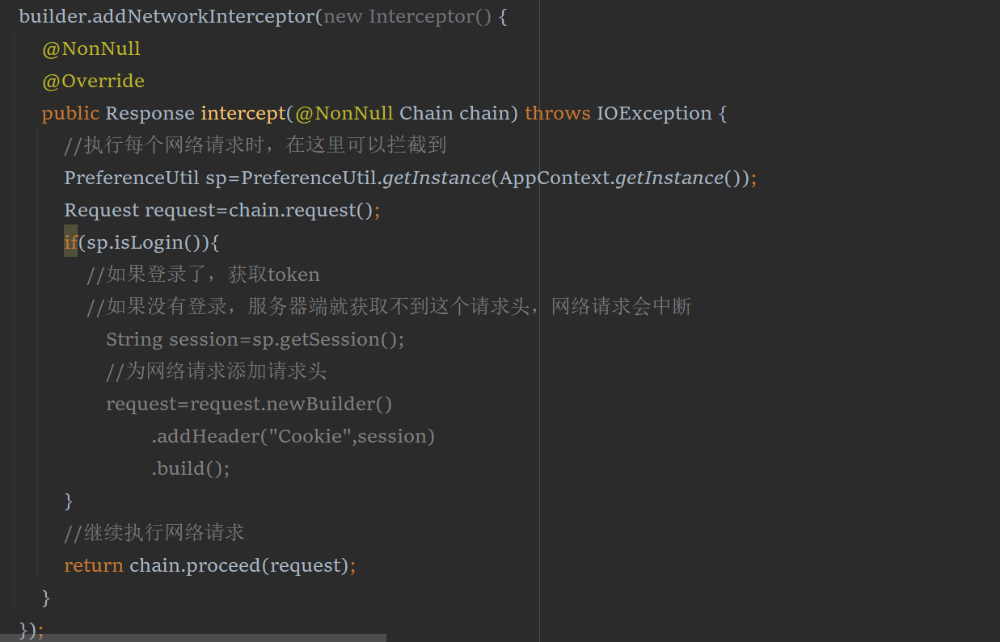 builder.addNetworkInterceptor(new Interceptor() {
@NonNull
@Override
public Response intercept(@NonNull Chain chain) throws IOException {
//执行每个网络请求时，在这里可以拦截到
PreferenceUtil sp=PreferenceUtil.getInstance(AppContext.getInstance());
Request request=chain.request();
if(sp.isLogin()){
//如果登录了，获取token
//如果没有登录，服务器端就获取不到这个请求头，网络请求会中断
String session=sp.getSession();
//为网络请求添加请求头
request=request.newBuilder()
.addHeader("Cookie",session)
.build();
}
//继续执行网络请求
return chain.proceed(request);
}
});